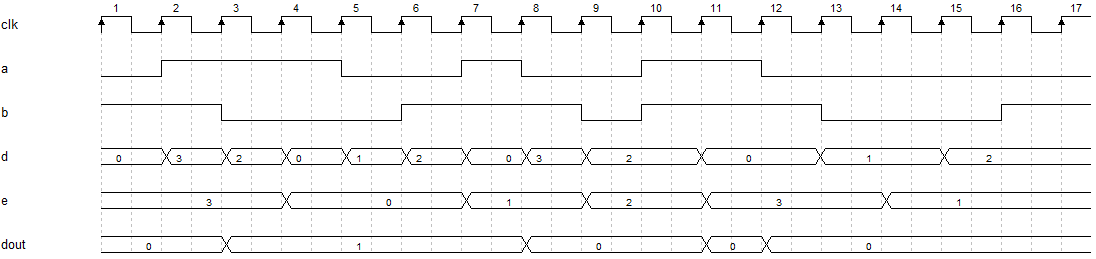 1 2 3 4 5 6 7 8 9 10 11 12 13 14 15 16 17
clk
a
b
d 0 3 2 0 1 2 0 3 2 0 1 2
e 3 0 1 2 3 1
dout 0 1 0 0 0